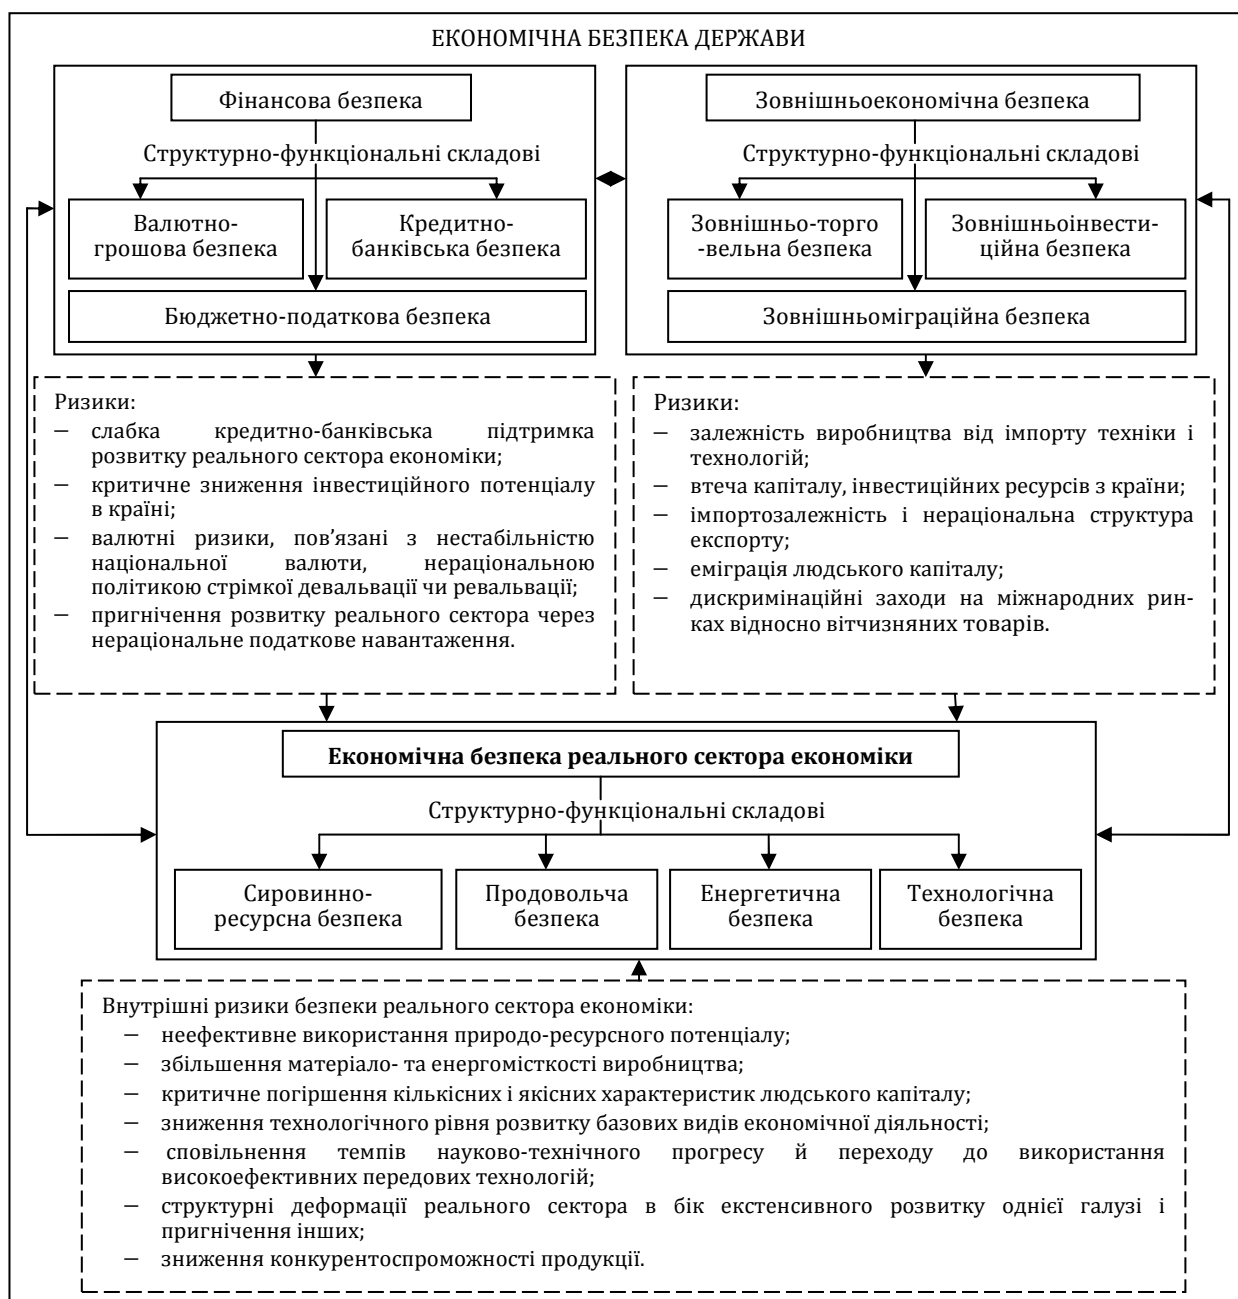 ЕКОНОМІЧНА БЕЗПЕКА ДЕРЖАВИ
Фінансова безпека
Структурно-функціональні складові
Валютно-
грошова безпека
Кредитно-
банківська безпека
Бюджетно-податкова безпека
Зовнішньоекономічна безпека
Структурно-функціональні складові
Зовнішньо-торго
-вельна безпека
Зовнішньоінвести-
ційна безпека
Зовнішньоміграційна безпека
Ризики:
— слабка кредитно-банківська підтримка
розвитку реального сектора економіки;
— критичне зниження інвестиційного потенціалу
в країні;
— валютні ризики, пов’язані з нестабільністю
національної валюти, нераціональною
політикою стрімкої девальвації чи ревальвації;
— пригнічення розвитку реального сектора через
нераціональне податкове навантаження.
Ризики:
— залежність виробництва від імпорту техніки і
технологій;
— втеча капіталу, інвестиційних ресурсів з країни;
— імпортозалежність і нераціональна структура
експорту;
— еміграція людського капіталу;
— дискримінаційні заходи на міжнародних рин-
ках відносно вітчизняних товарів.
Економічна безпека реального сектора економіки
Структурно-функціональні складові
Сировинно-
ресурсна безпека
Продовольча
безпека
Енергетична
безпека
Технологічна
безпека
Внутрішні ризики безпеки реального сектора економіки:
— неефективне використання природо-ресурсного потенціалу;
— збільшення матеріало- та енергомісткості виробництва;
— критичне погіршення кількісних і якісних характеристик людського капіталу;
— зниження технологічного рівня розвитку базових видів економічної діяльності;
— сповільнення темпів науково-технічного прогресу й переходу до використання
високоефективних передових технологій;
— структурні деформації реального сектора в бік екстенсивного розвитку однієї галузі і
пригнічення інших;
— зниження конкурентоспроможності продукції.